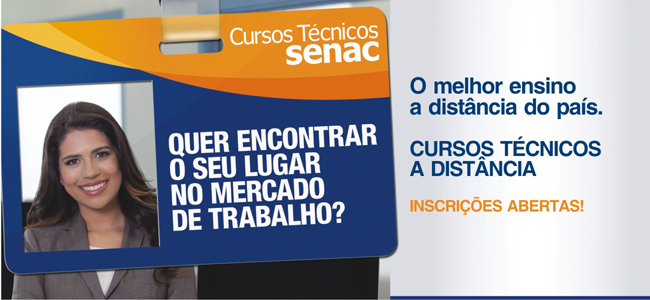 Cursos Técnicos
senac
QUER ENCONTRAR
O SEU LUGAR
NO MERCADO
DE TRABALHO?
O melhor ensino
a distância do país.
CURSOS TÉCNICOS
A DISTÂNCIA
INSCRIÇÕES ABERTAS!